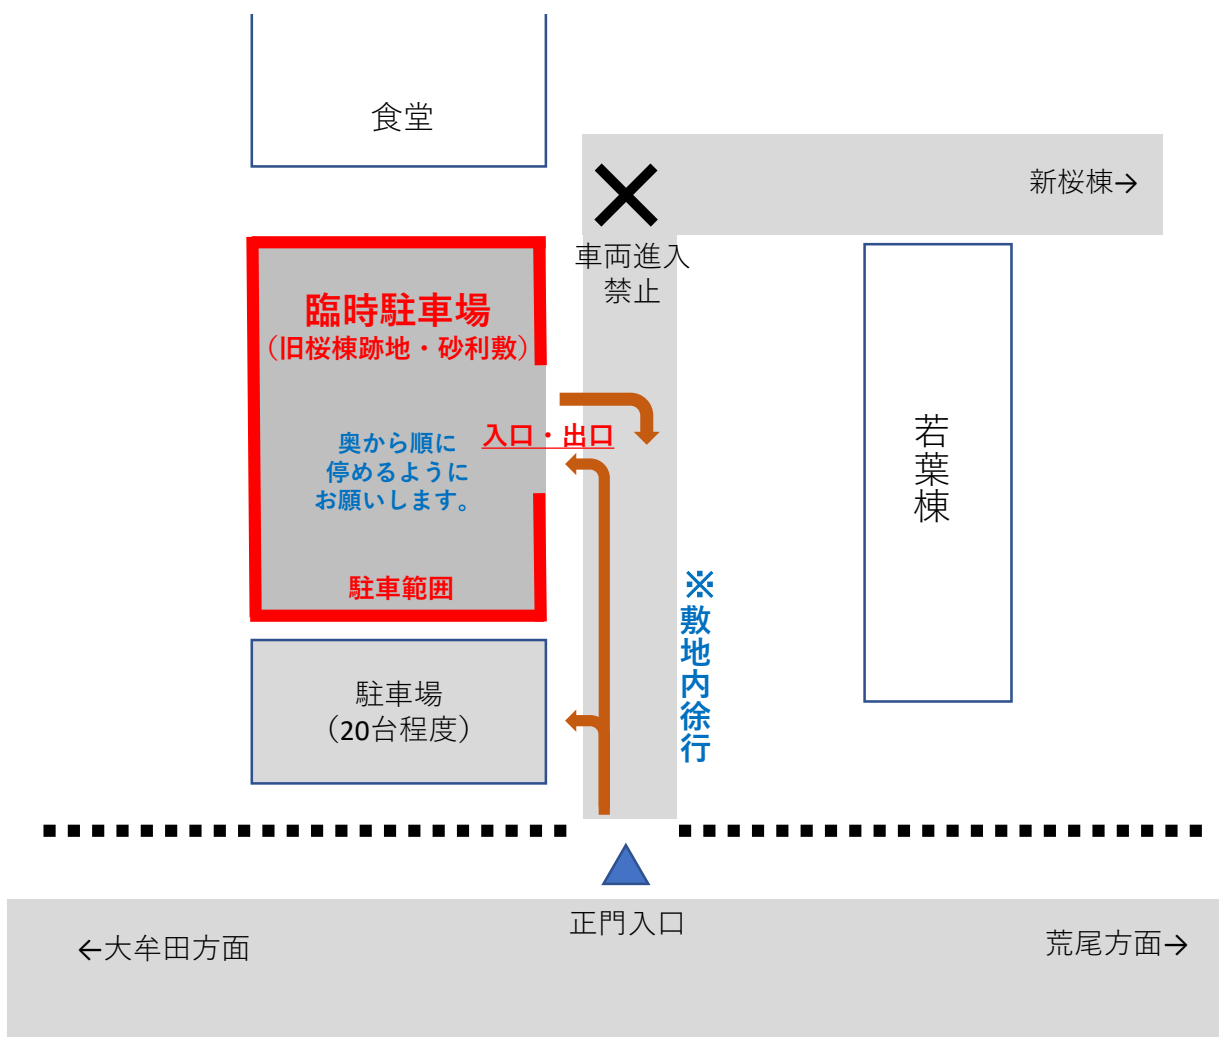 食堂
新桜棟→
車両進入
禁止
臨時駐車場
（旧桜棟跡地・砂利敷）
入口・出口
奥から順に
停めるように
お願いします。
駐車範囲
若葉棟
※敷地内徐行
駐車場
（20台程度）
正門入口
←大牟田方面
荒尾方面→